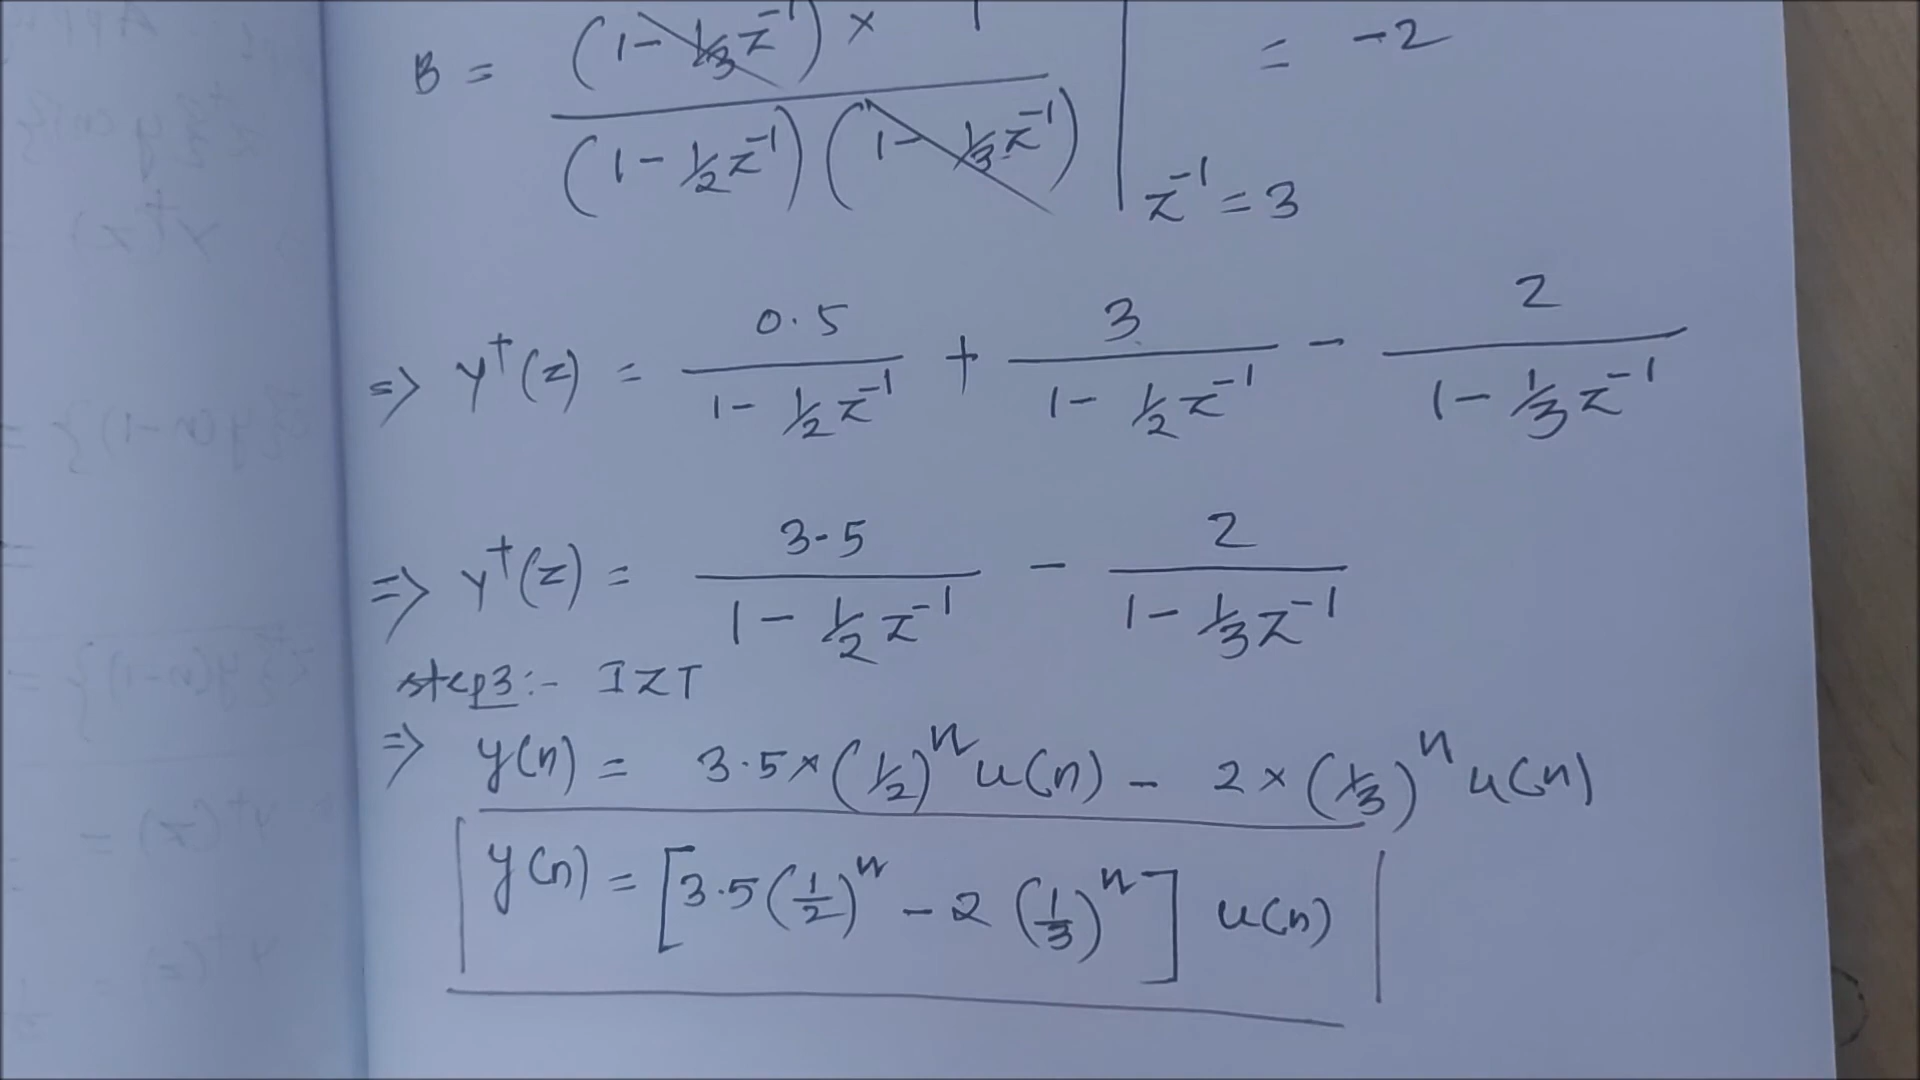 B = (1 - 1/3 z^-1) × 1 / (1 - 1/2 z^-1) (1 - 1/3 z^-1) | z^-1 = 3 = -2
=> Y^+(z) = 0.5 / (1 - 1/2 z^-1) + 3 / (1 - 1/2 z^-1) - 2 / (1 - 1/3 z^-1)
=> Y^+(z) = 3.5 / (1 - 1/2 z^-1) - 2 / (1 - 1/3 z^-1)
step3:- IZT
=> y(n) = 3.5 × (1/2)^n u(n) - 2 × (1/3)^n u(n)
y(n) = [3.5 (1/2)^n - 2 (1/3)^n] u(n)